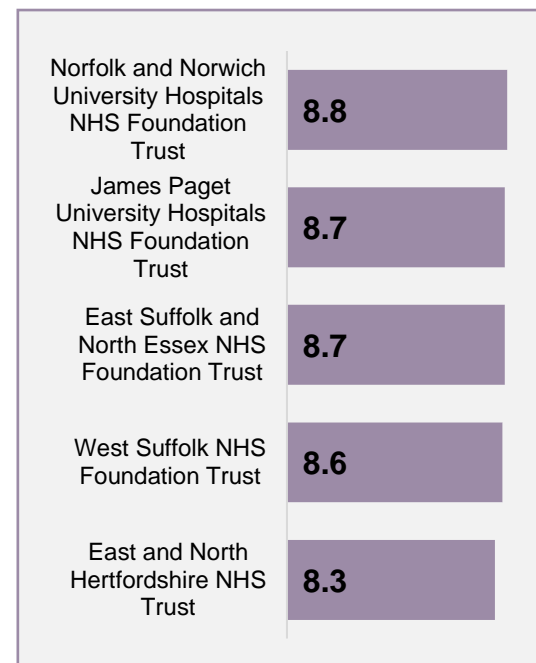 Norfolk and Norwich
University Hospitals
NHS Foundation
Trust
8.8
James Paget
University Hospitals
NHS Foundation
Trust
8.7
East Suffolk and
North Essex NHS
Foundation Trust
8.7
West Suffolk NHS
Foundation Trust
8.6
East and North
Hertfordshire NHS
Trust
8.3